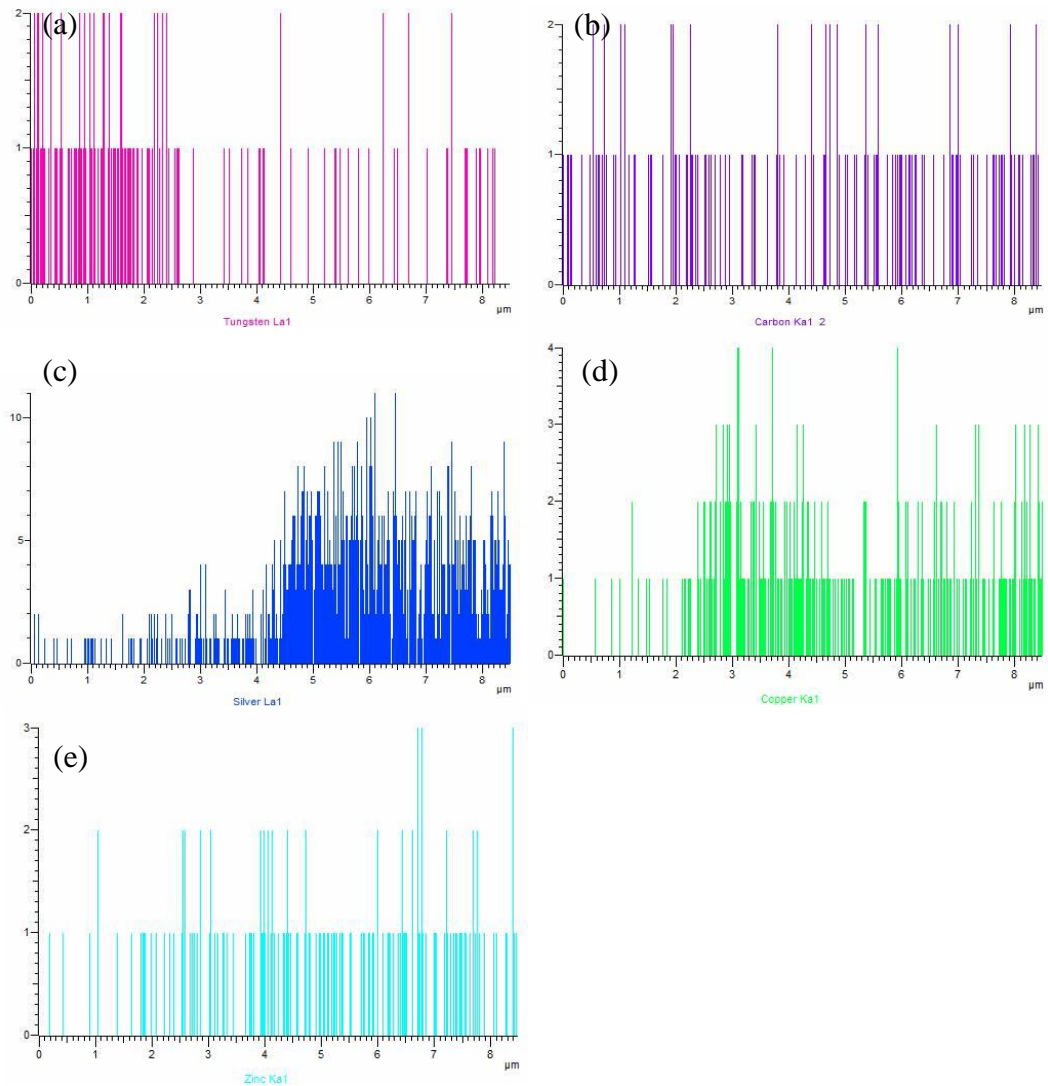 (a)
2
1
0
0 1 2 3 4 5 6 7 8
µm
Tungsten La1
(b)
2
1
0
0 1 2 3 4 5 6 7 8
µm
Carbon Ka1_2
(c)
10
5
0
0 1 2 3 4 5 6 7 8
µm
Silver La1
(d)
4
3
2
1
0
0 1 2 3 4 5 6 7 8
µm
Copper Ka1
(e)
3
2
1
0
0 1 2 3 4 5 6 7 8
µm
Zinc Ka1